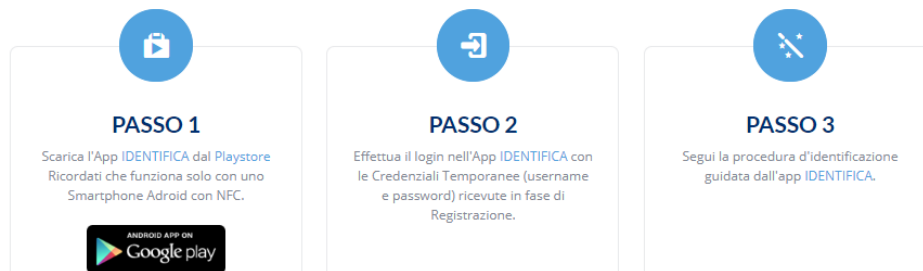 PASSO 1
Scarica l'App IDENTIFICA dal Playstore
Ricordati che funziona solo con uno
Smartphone Adroid con NFC.
ANDROID APP ON
Google play
PASSO 2
Effettua il login nell'App IDENTIFICA con
le Credenziali Temporanee (username
e password) ricevute in fase di
Registrazione.
PASSO 3
Segui la procedura d'identificazione
guidata dall'app IDENTIFICA.